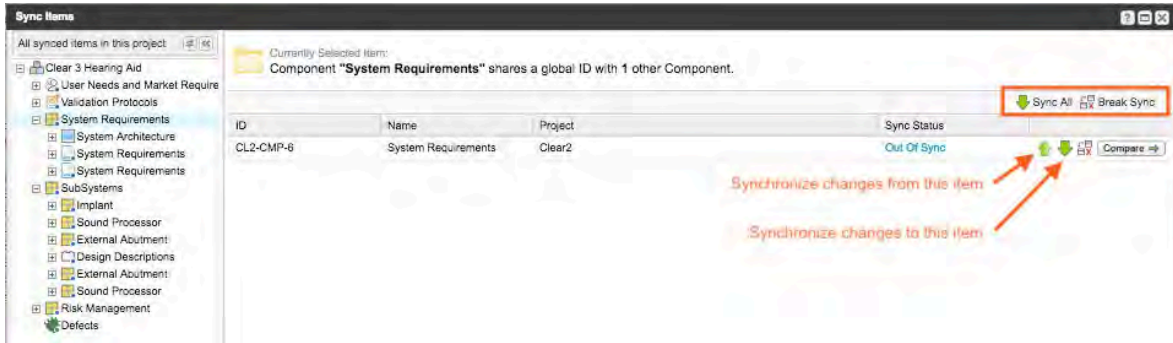 Sync Items
All synced items in this project
Currently Selected Item:
Component "System Requirements" shares a global ID with 1 other Component.
Clear 3 Hearing Aid
User Needs and Market Require
Validation Protocols
System Requirements
System Architecture
System Requirements
System Requirements
SubSystems
Implant
Sound Processor
External Abutment
Design Descriptions
External Abutment
Sound Processor
Risk Management
Defects
Sync All Break Sync
ID Name Project Sync Status
CL2-CMP-6 System Requirements Clear2 Out Of Sync Compare
Synchronize changes from this item
Synchronize changes to this item